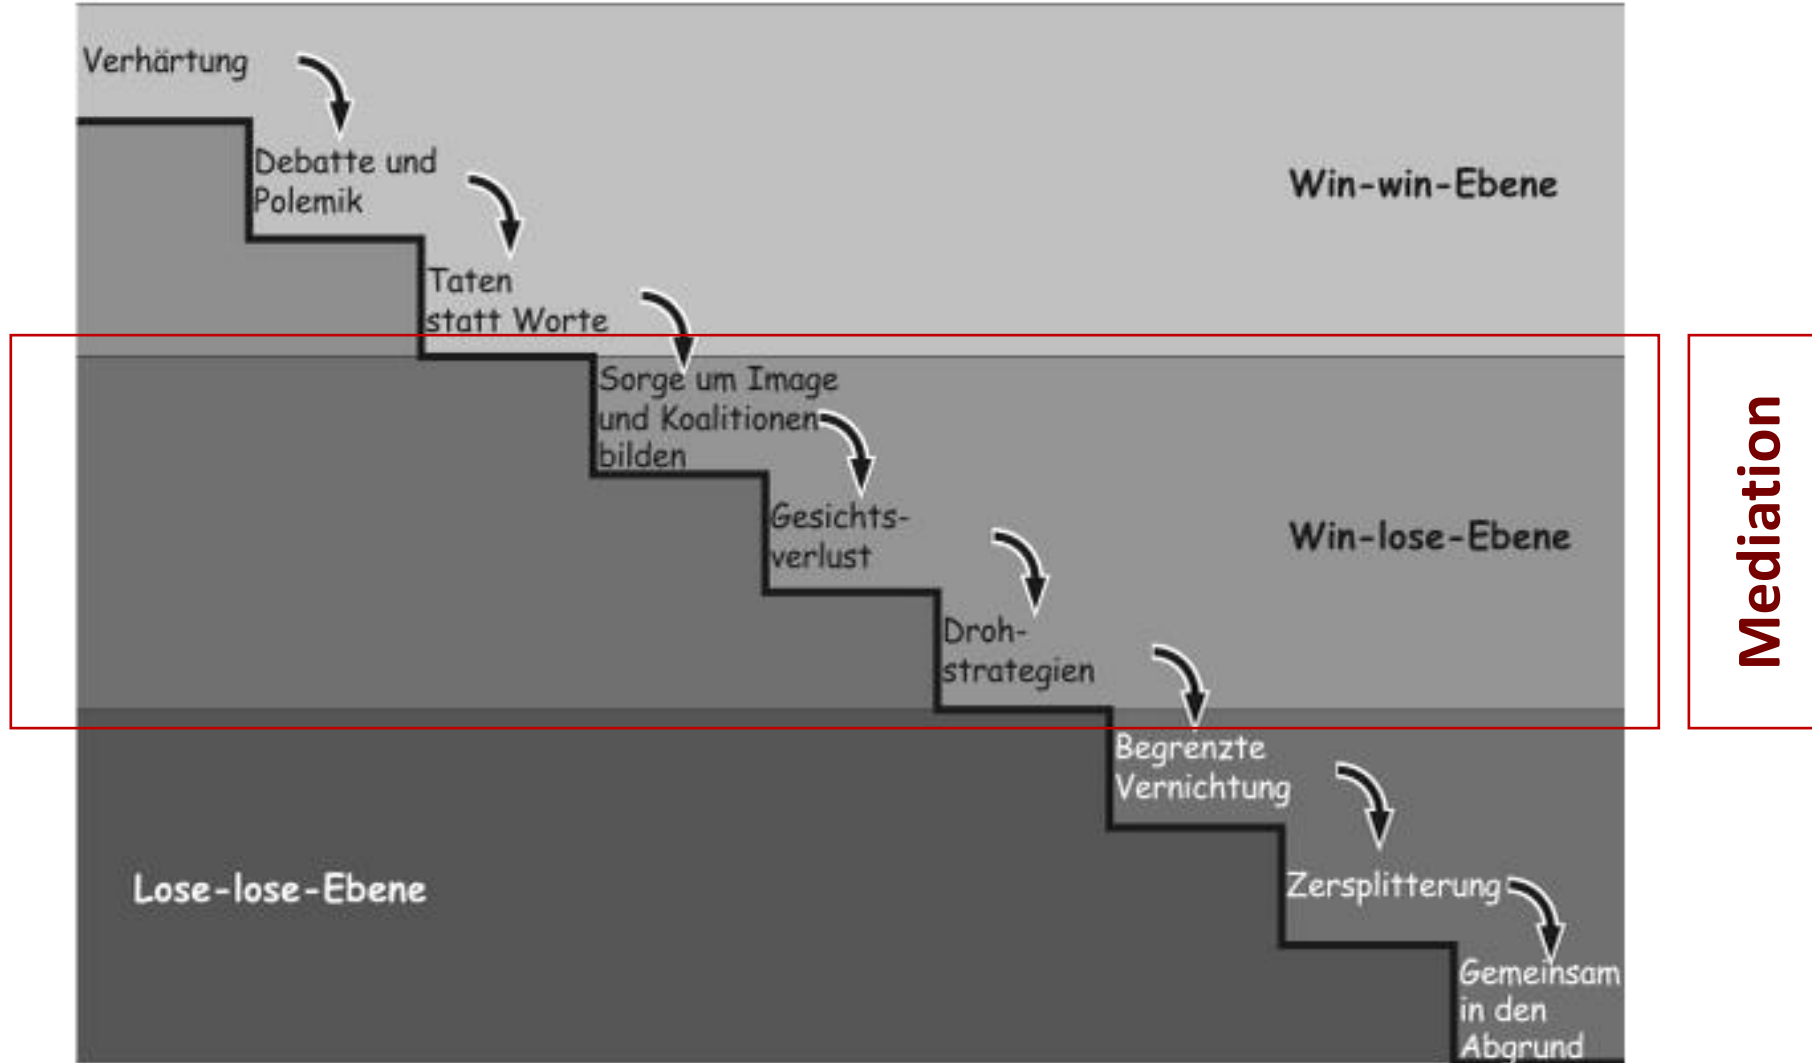 Verhärtung
Debatte und
Polemik
Win-win-Ebene
Taten
statt Worte
Sorge um Image
und Koalitionen
bilden
Gesichts-
verlust
Win-lose-Ebene
Mediation
Droh-
strategien
Begrenzte
Vernichtung
Lose-lose-Ebene
Zersplitterung
Gemeinsam
in den
Abgrund